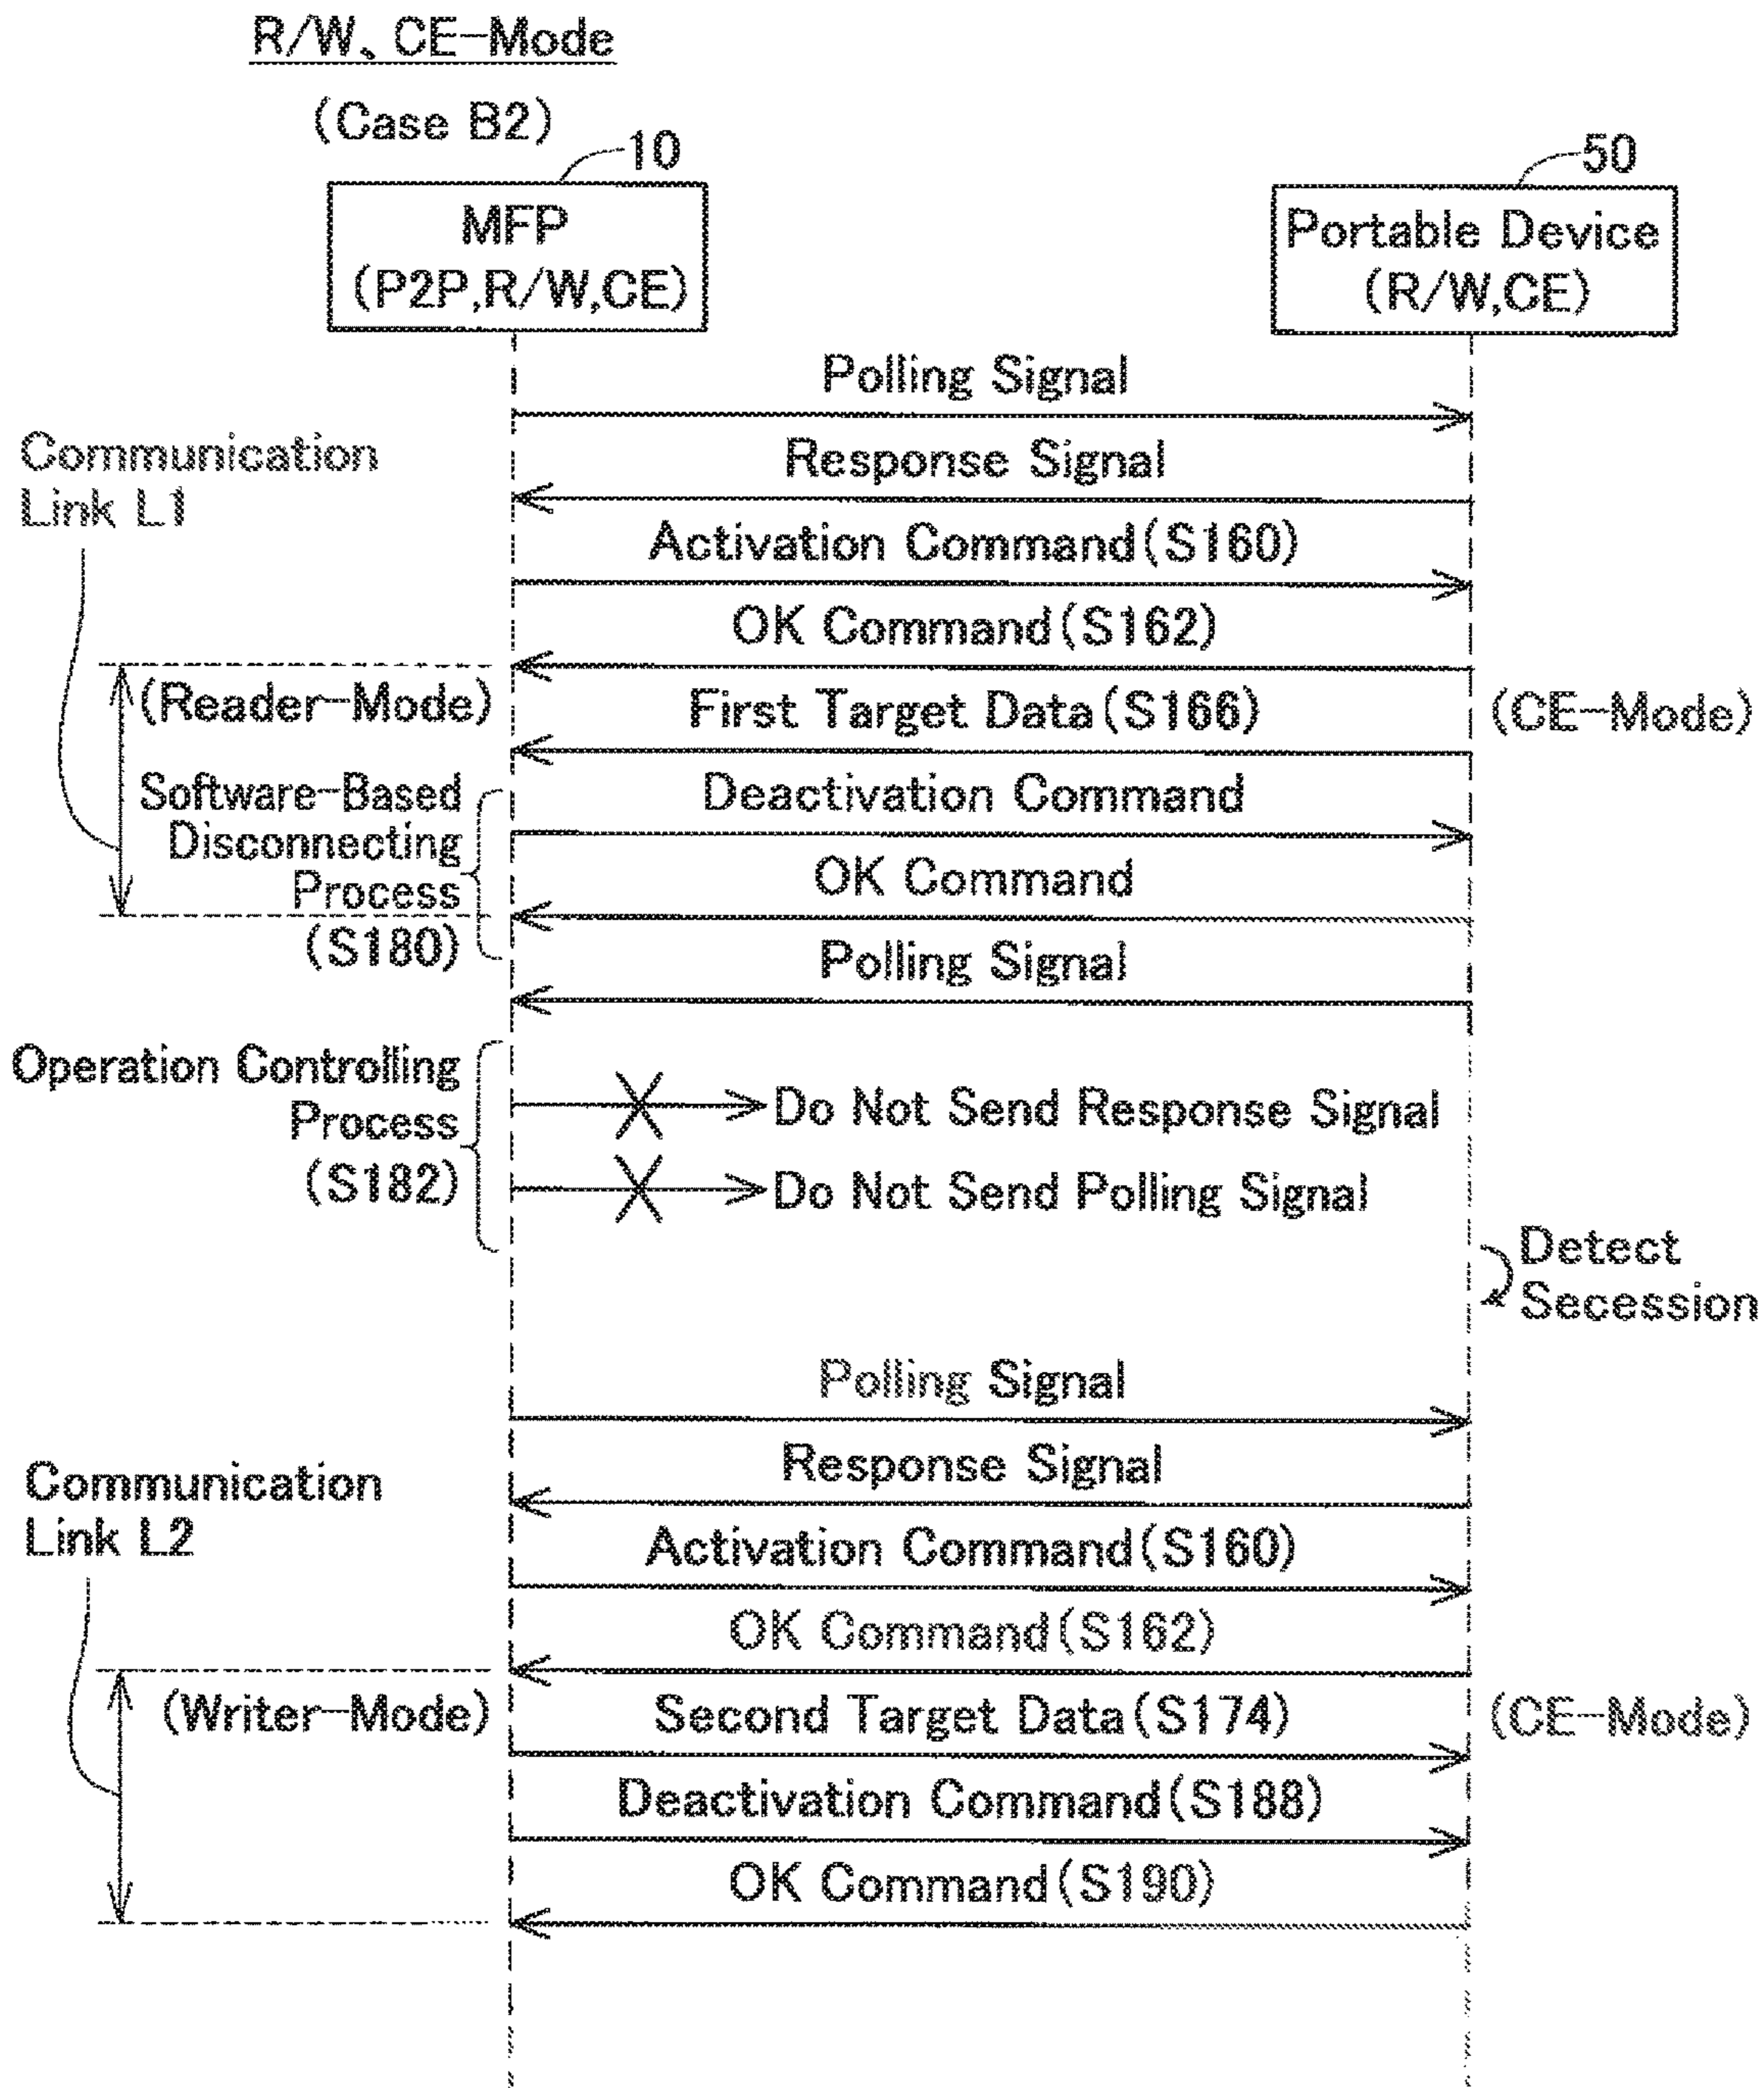 R/W、CE-Mode
(Case B2)
10
50
MFP
(P2P,R/W,CE)
Portable Device
(R/W,CE)
Polling Signal
Communication
Link L1
Response Signal
Activation Command(S160)
OK Command(S162)
(Reader-Mode)
First Target Data(S166)
(CE-Mode)
Software-Based
Disconnecting
Process
(S180)
Deactivation Command
OK Command
Polling Signal
Operation Controlling
Process
(S182)
Do Not Send Response Signal
Do Not Send Polling Signal
Detect
Secession
Polling Signal
Communication
Link L2
Response Signal
Activation Command(S160)
OK Command(S162)
(Writer-Mode)
Second Target Data(S174)
(CE-Mode)
Deactivation Command(S188)
OK Command(S190)